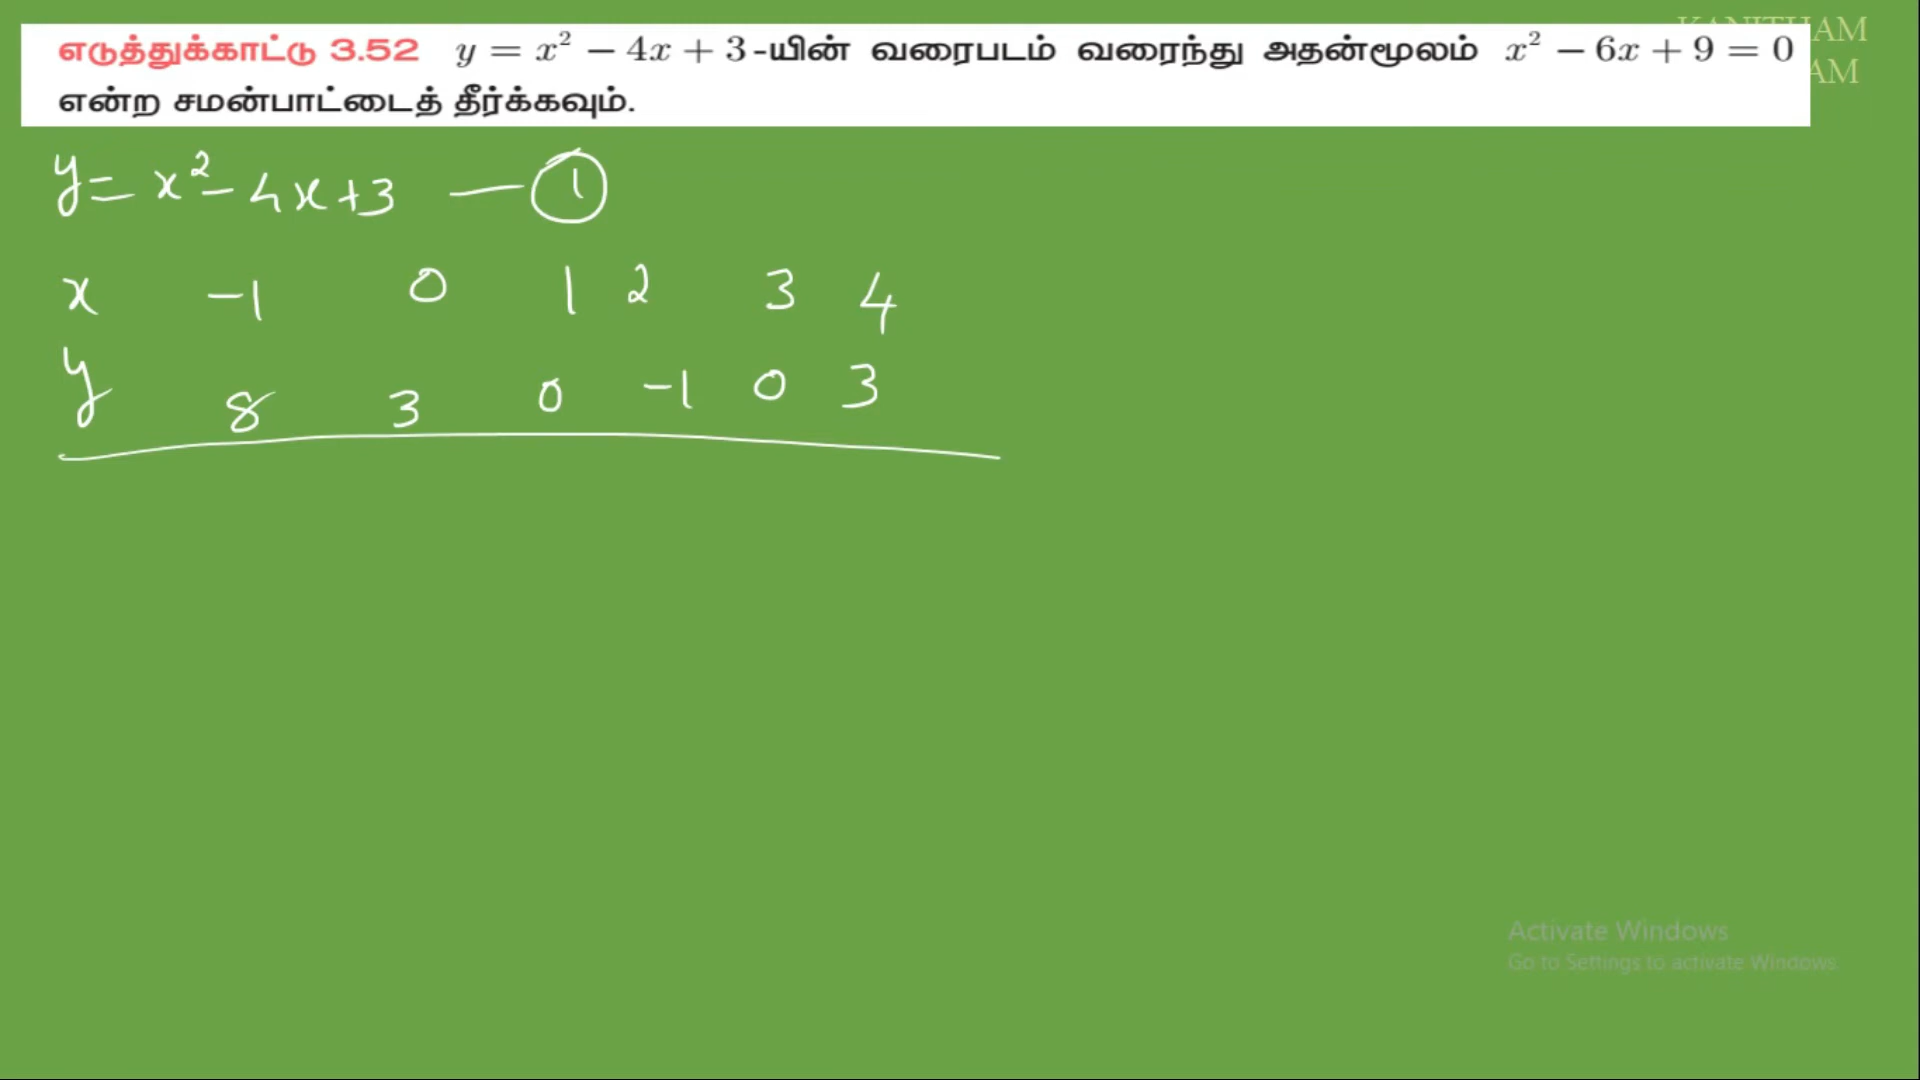 எடுத்துக்காட்டு 3.52 y = x² − 4x + 3 -யின் வரைபடம் வரைந்து அதன்மூலம் x² − 6x + 9 = 0
என்ற சமன்பாட்டைத் தீர்க்கவும்.
AM
AM
y = x² − 4x + 3 — ①
x -1 0 1 2 3 4
y 8 3 0 -1 0 3
Activate Windows
Go to Settings to activate Windows.